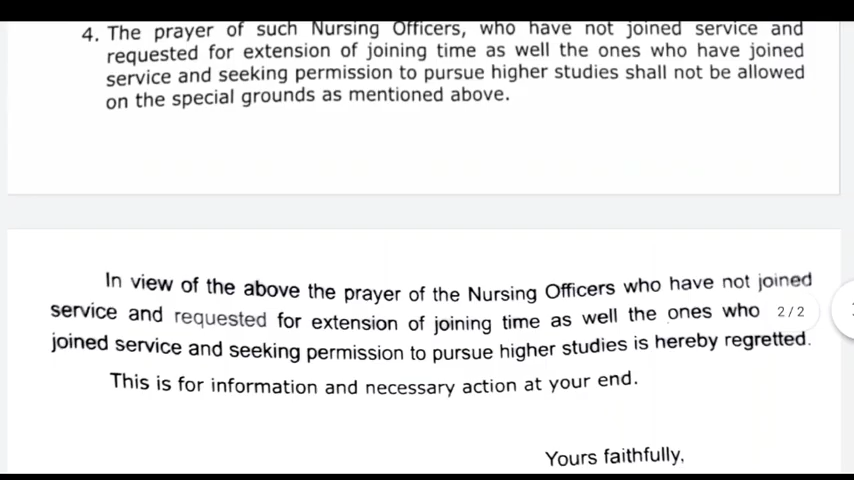 4. The prayer of such Nursing Officers, who have not joined service and
requested for extension of joining time as well the ones who have joined
service and seeking permission to pursue higher studies shall not be allowed
on the special grounds as mentioned above.
In view of the above the prayer of the Nursing Officers who have not joined
service and requested for extension of joining time as well the ones who
2/2
joined service and seeking permission to pursue higher studies is hereby regretted.
This is for information and necessary action at your end.
Yours faithfully,